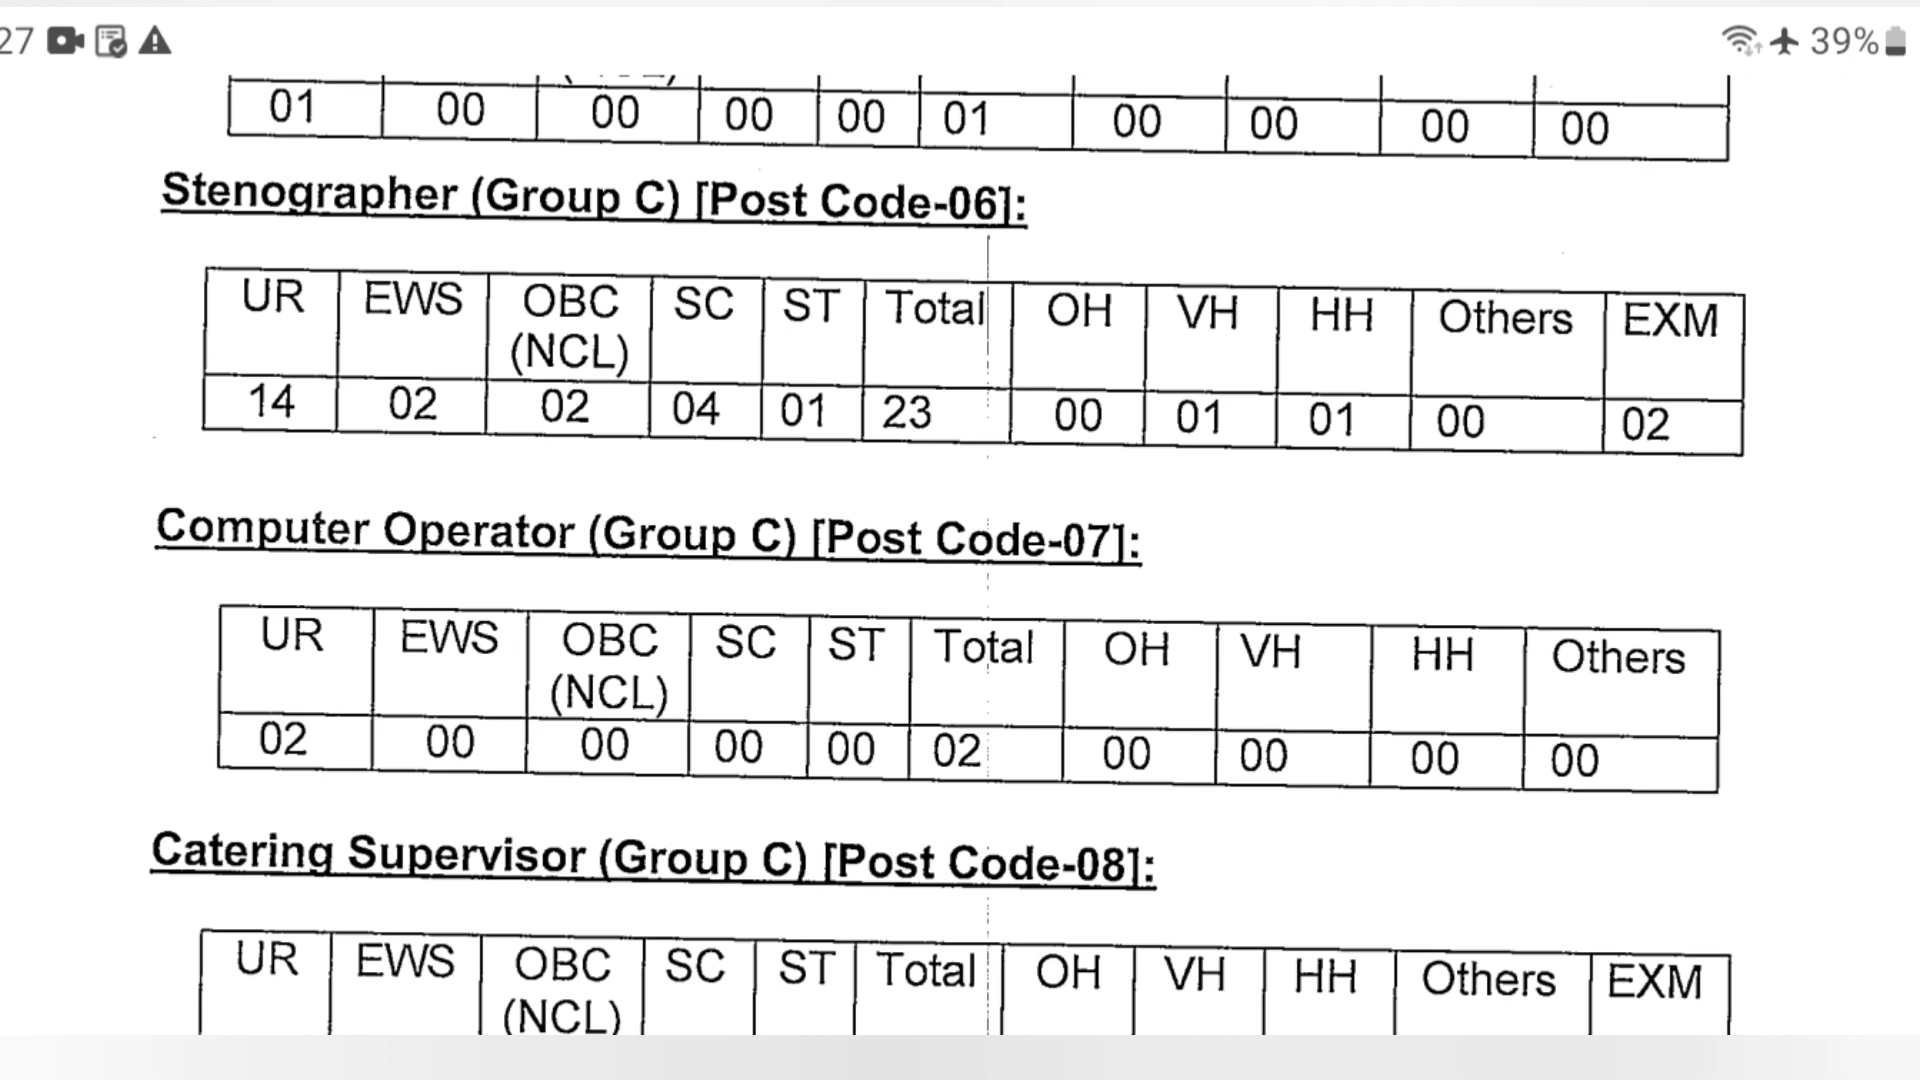 27 39%
01 00 00 00 00 01 00 00 00 00
Stenographer (Group C) [Post Code-06]:
UR EWS OBC SC ST Total OH VH HH Others EXM
(NCL)
14 02 02 04 01 23 00 01 01 00 02
Computer Operator (Group C) [Post Code-07]:
UR EWS OBC SC ST Total OH VH HH Others
(NCL)
02 00 00 00 00 02 00 00 00 00
Catering Supervisor (Group C) [Post Code-08]:
UR EWS OBC SC ST Total OH VH HH Others EXM
(NCL)